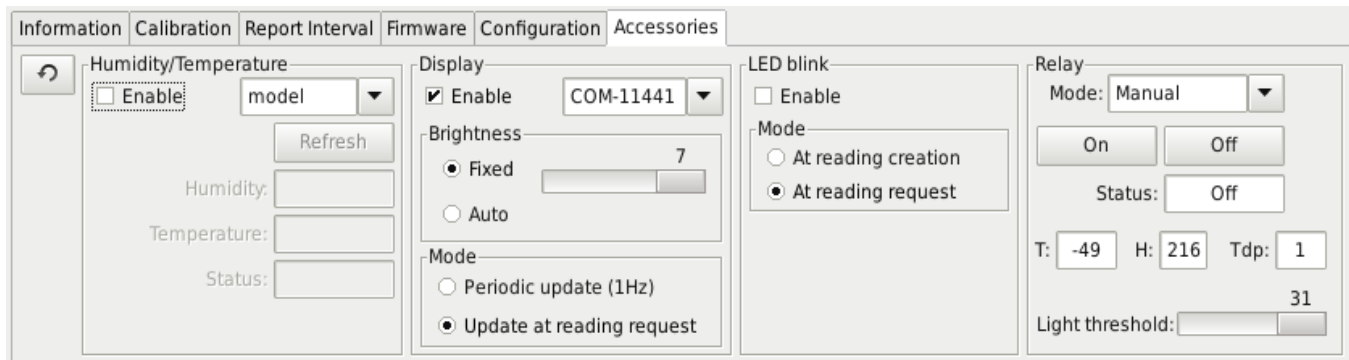 Information Calibration Report Interval Firmware Configuration Accessories
Humidity/Temperature
Enable model
Refresh
Humidity:
Temperature:
Status:
Display
Enable COM-11441
Brightness
Fixed 7
Auto
Mode
Periodic update (1Hz)
Update at reading request
LED blink
Enable
Mode
At reading creation
At reading request
Relay
Mode: Manual
On Off
Status: Off
T: -49 H: 216 Tdp: 1
31
Light threshold: